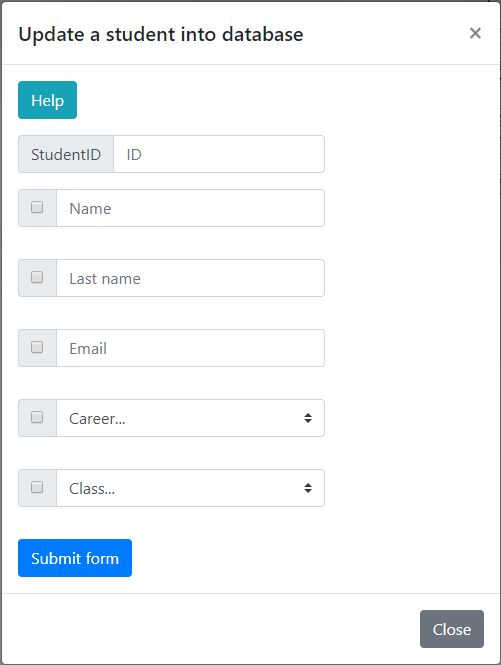 Update a student into database ×
Help
StudentID ID
Name
Last name
Email
Career...
Class...
Submit form
Close